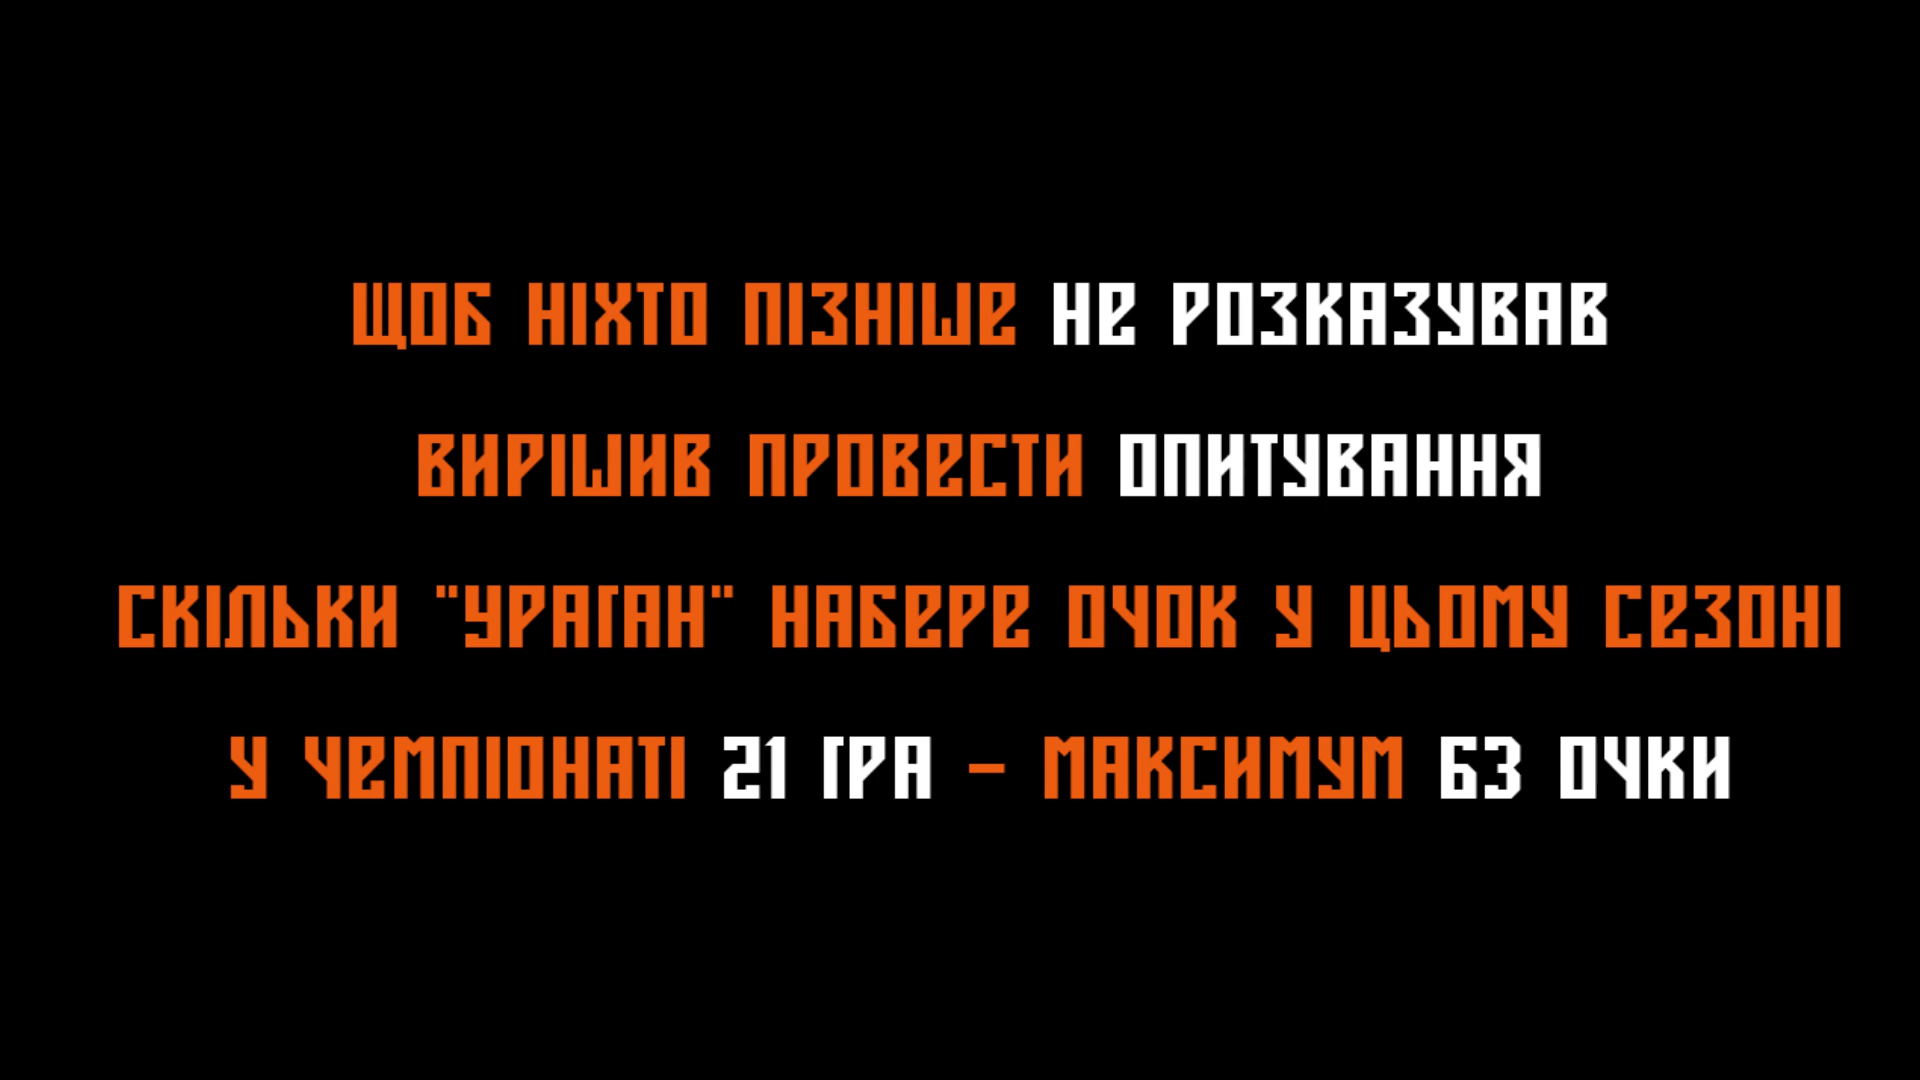 ЩОБ НІХТО ПІЗНІШЕ НЕ РОЗКАЗУВАВ
ВИРІШИВ ПРОВЕСТИ ОПИТУВАННЯ
СКІЛЬКИ "УРАГАН" НАБЕРЕ ОЧОК У ЦЬОМУ СЕЗОНІ
У ЧЕМПІОНАТІ 21 ГРА - МАКСИМУМ 63 ОЧКИ